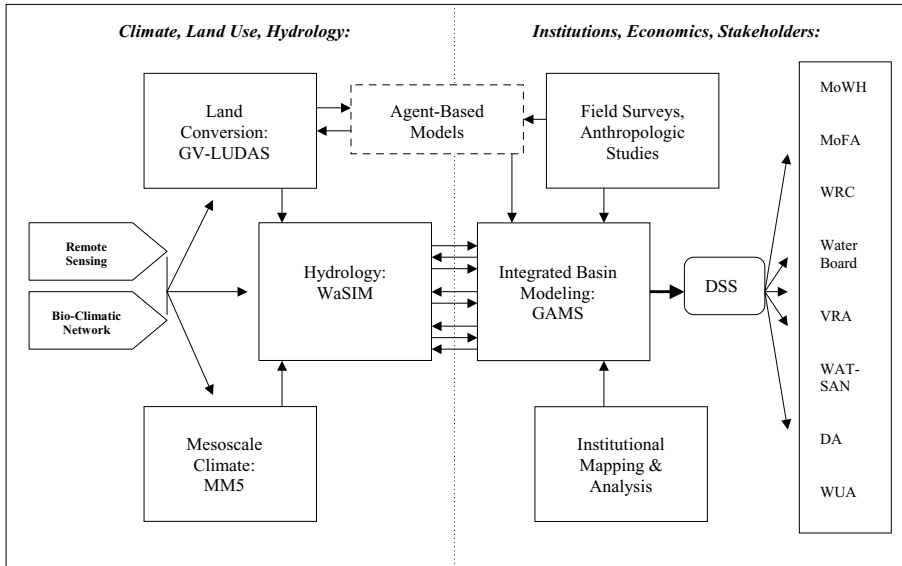 Climate, Land Use, Hydrology:
Institutions, Economics, Stakeholders:
Land
Conversion:
GV-LUDAS
Agent-Based
Models
Field Surveys,
Anthropologic
Studies
Remote
Sensing
Bio-Climatic
Network
Hydrology:
WaSIM
Integrated Basin
Modeling:
GAMS
DSS
Mesoscale
Climate:
MM5
Institutional
Mapping &
Analysis
MoWH
MoFA
WRC
Water
Board
VRA
WAT-
SAN
DA
WUA